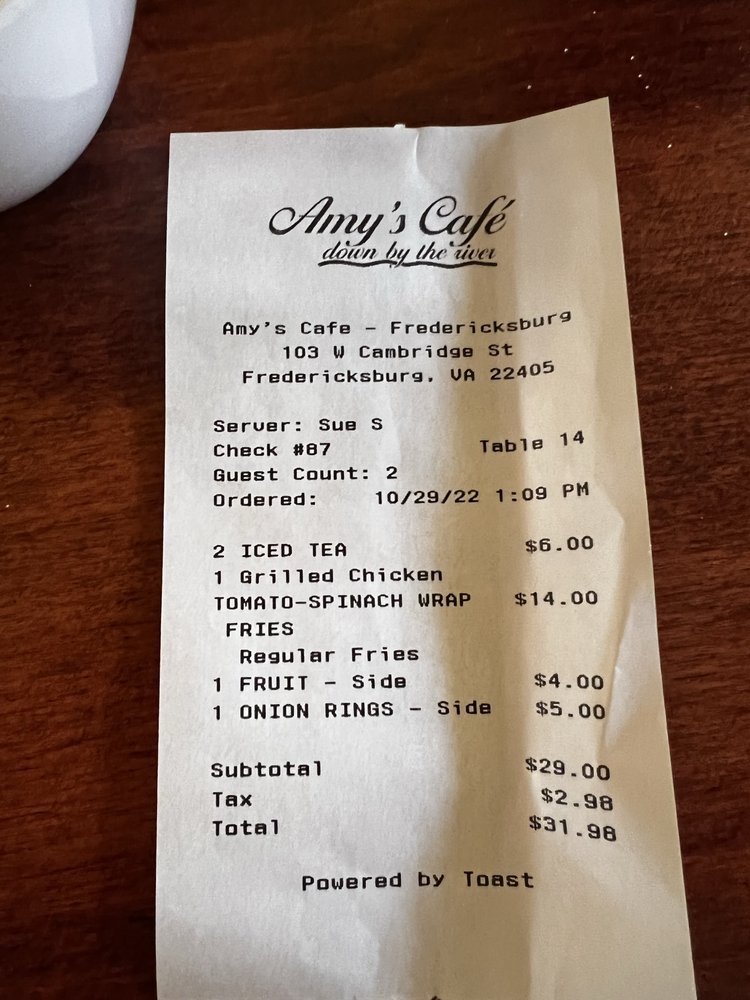 Amy's Café
down by the river
Amy's Cafe - Fredericksburg
103 W Cambridge St
Fredericksburg, VA 22405
Server: Sue S
Check #87 Table 14
Guest Count: 2
Ordered: 10/29/22 1:09 PM
2 ICED TEA $6.00
1 Grilled Chicken
TOMATO-SPINACH WRAP $14.00
FRIES
Regular Fries
1 FRUIT - Side $4.00
1 ONION RINGS - Side $5.00
Subtotal $29.00
Tax $2.98
Total $31.98
Powered by Toast